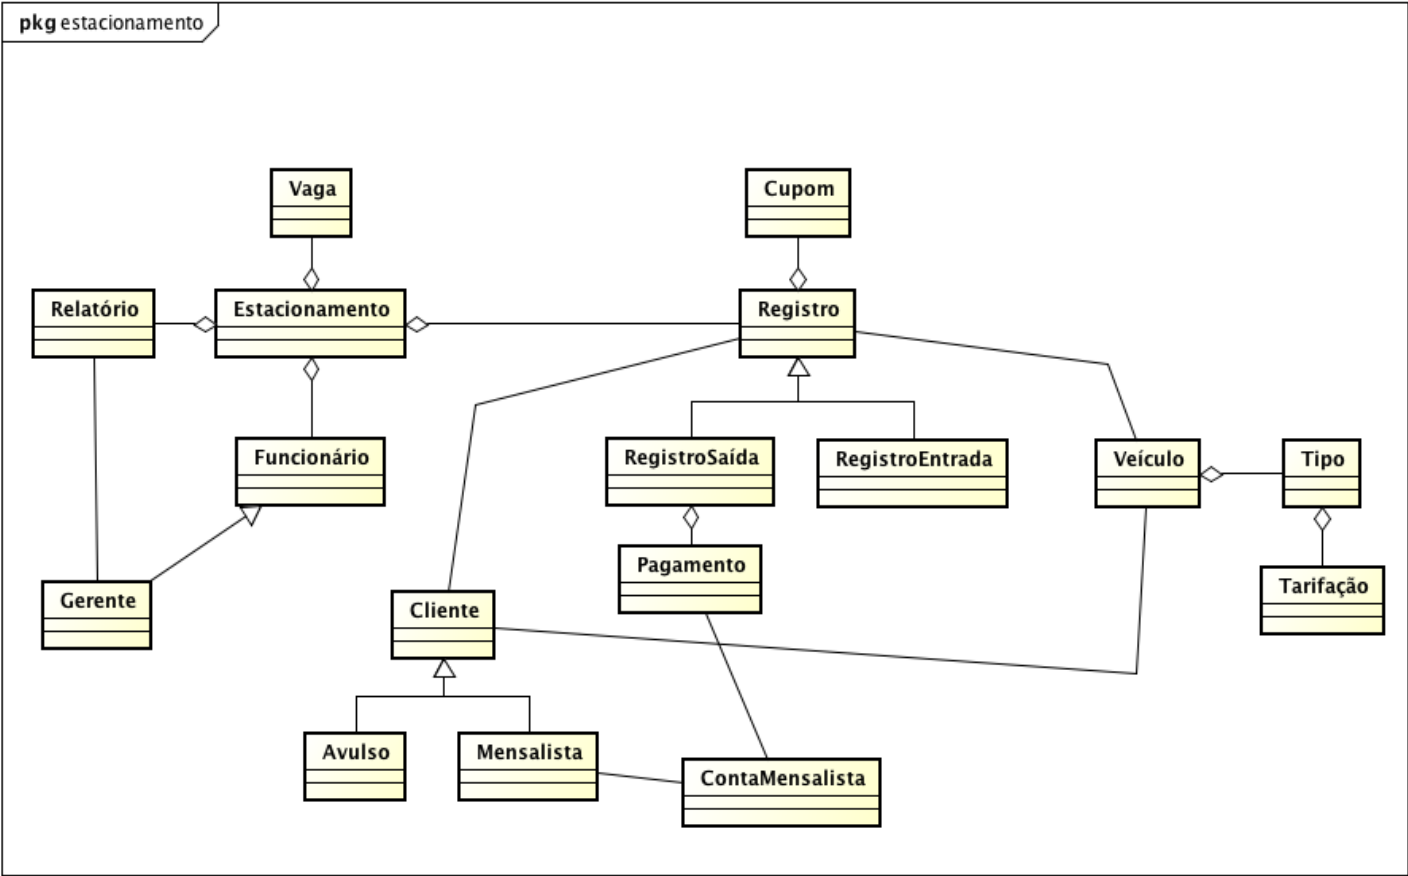 pkg estacionamento
Vaga
Cupom
Relatório
Estacionamento
Registro
Funcionário
RegistroSaída
RegistroEntrada
Veículo
Tipo
Pagamento
Tarifação
Gerente
Cliente
Avulso
Mensalista
ContaMensalista